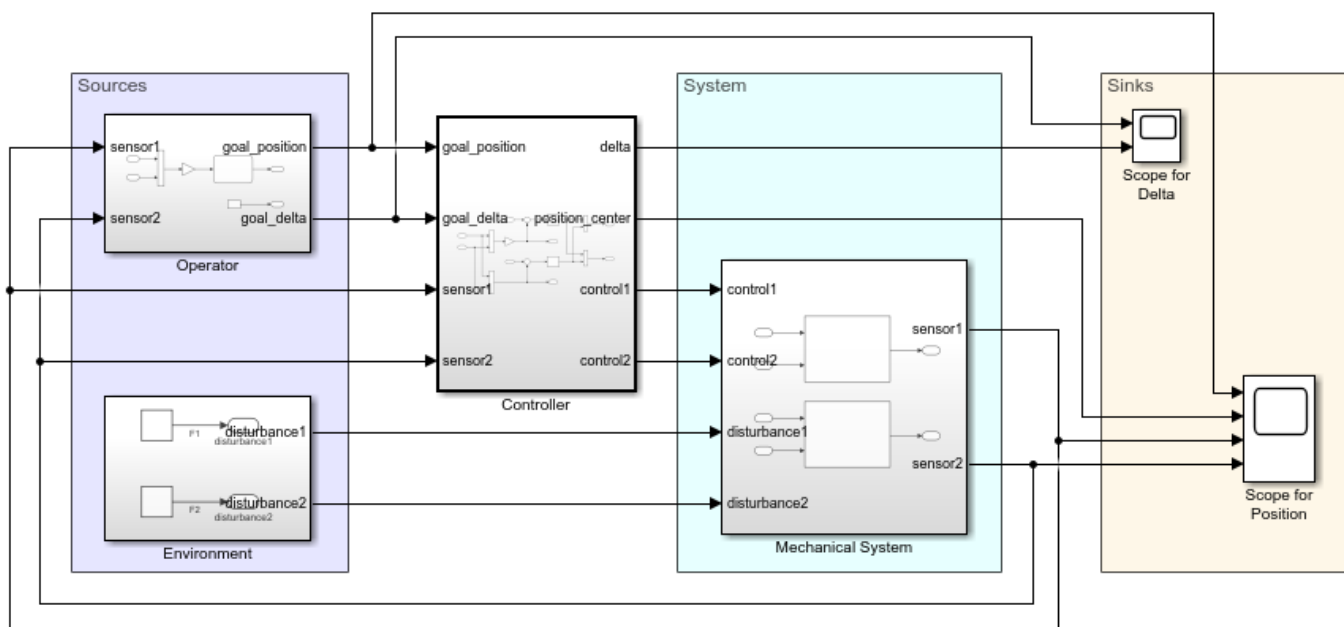 Sources
System
Sinks
sensor1
goal_position
sensor2
goal_delta
Operator
goal_position
delta
goal_delta
position_center
sensor1
control1
sensor2
control2
Controller
F1
disturbance1
disturbance1
F2
disturbance2
disturbance2
Environment
control1
sensor1
control2
disturbance1
sensor2
disturbance2
Mechanical System
Scope for
Delta
Scope for
Position